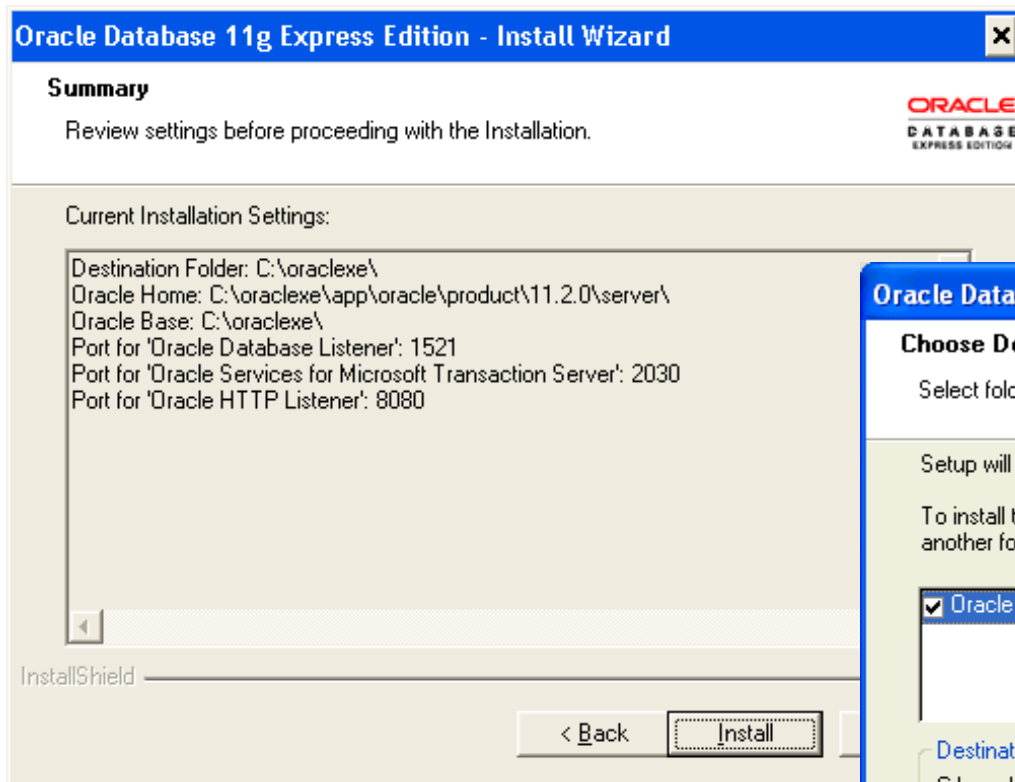 Oracle Database 11g Express Edition - Install Wizard
Summary
Review settings before proceeding with the Installation.
ORACLE
DATABASE
EXPRESS EDITION
Current Installation Settings:
Destination Folder: C:\oraclexe\
Oracle Home: C:\oraclexe\app\oracle\product\11.2.0\server\
Oracle Base: C:\oraclexe\
Port for 'Oracle Database Listener': 1521
Port for 'Oracle Services for Microsoft Transaction Server': 2030
Port for 'Oracle HTTP Listener': 8080
InstallShield
< Back
Install
Oracle Data
Choose De
Select fold
Setup will
To install t
another fo
Oracle
Destinat